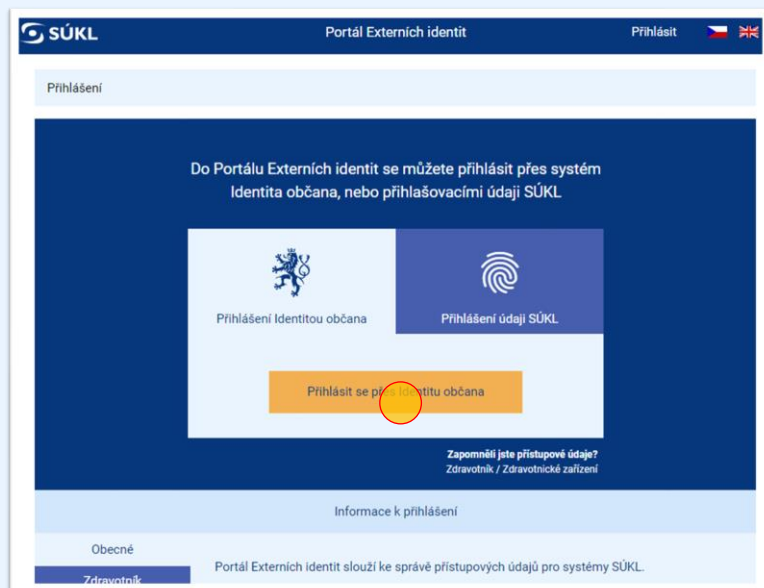 SÚKL
Portál Externích identit
Přihlásit
Přihlášení
Do Portálu Externích identit se můžete přihlásit přes systém
Identita občana, nebo přihlašovacími údaji SÚKL
Přihlášení Identitou občana
Přihlášení údaji SÚKL
Přihlásit se přes Identitu občana
Zapomněli jste přístupové údaje?
Zdravotník / Zdravotnické zařízení
Informace k přihlášení
Obecné
Zdravotník
Portál Externích identit slouží ke správě přístupových údajů pro systémy SÚKL.